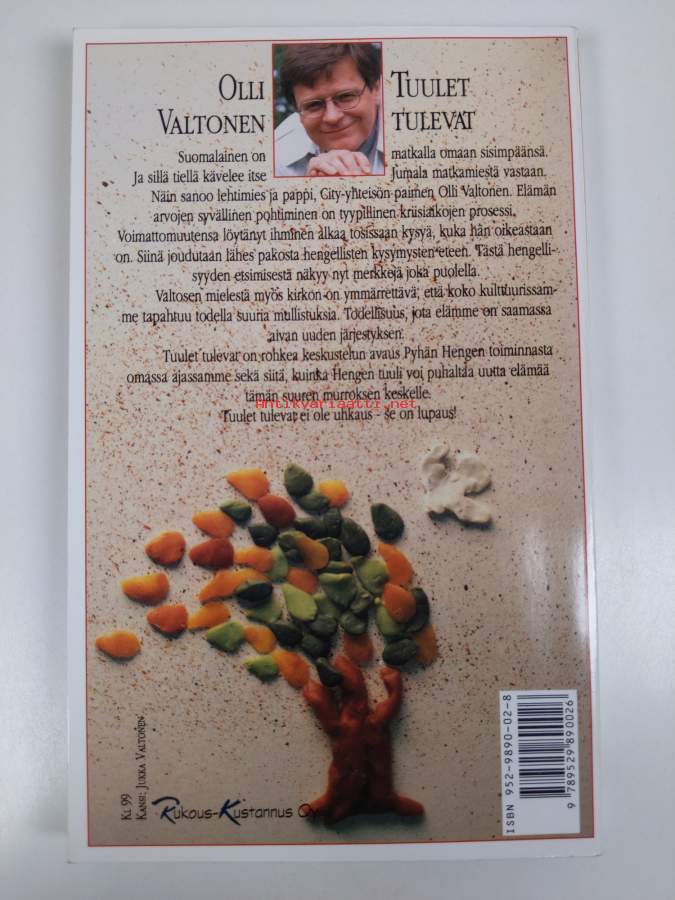 OLLI VALTONEN
TUULET TULEVAT
Suomalainen on matkalla omaan sisimpäänsä.
Ja sillä tiellä kävelee itse Jumala matkamiestä vastaan.
Näin sanoo lehtimies ja pappi, City-yhteisön paimen Olli Valtonen. Elämän
arvojen syvällinen pohtiminen on tyypillinen kriisiaikojen prosessi.
Voimattomuutensa löytänyt ihminen alkaa tosissaan kysyä, kuka hän oikeastaan
on. Siinä joudutaan lähes pakosta hengellisten kysymysten eteen. Tästä hengelli-
syyden etsimisestä näkyy nyt merkkejä joka puolella.
Valtosen mielestä myös kirkon on ymmärrettävä, että koko kulttuurissam-
me tapahtuu todella suuria mullistuksia. Todellisuus, jota elämme on saamassa
aivan uuden järjestyksen.
Tuulet tulevat on rohkea keskustelun avaus Pyhän Hengen toiminnasta
omassa ajassamme sekä siitä, kuinka Hengen tuuli voi puhaltaa uutta elämää
tämän suuren murroksen keskelle.
Antikvariaatti.net
Tuulet tulevat ei ole uhkaus - se on lupaus!
KL 99
KANSI: JUKKA VALTONEN
Rukous-Kustannus Oy
ISBN 952-9890-02-8
9 789529 890026